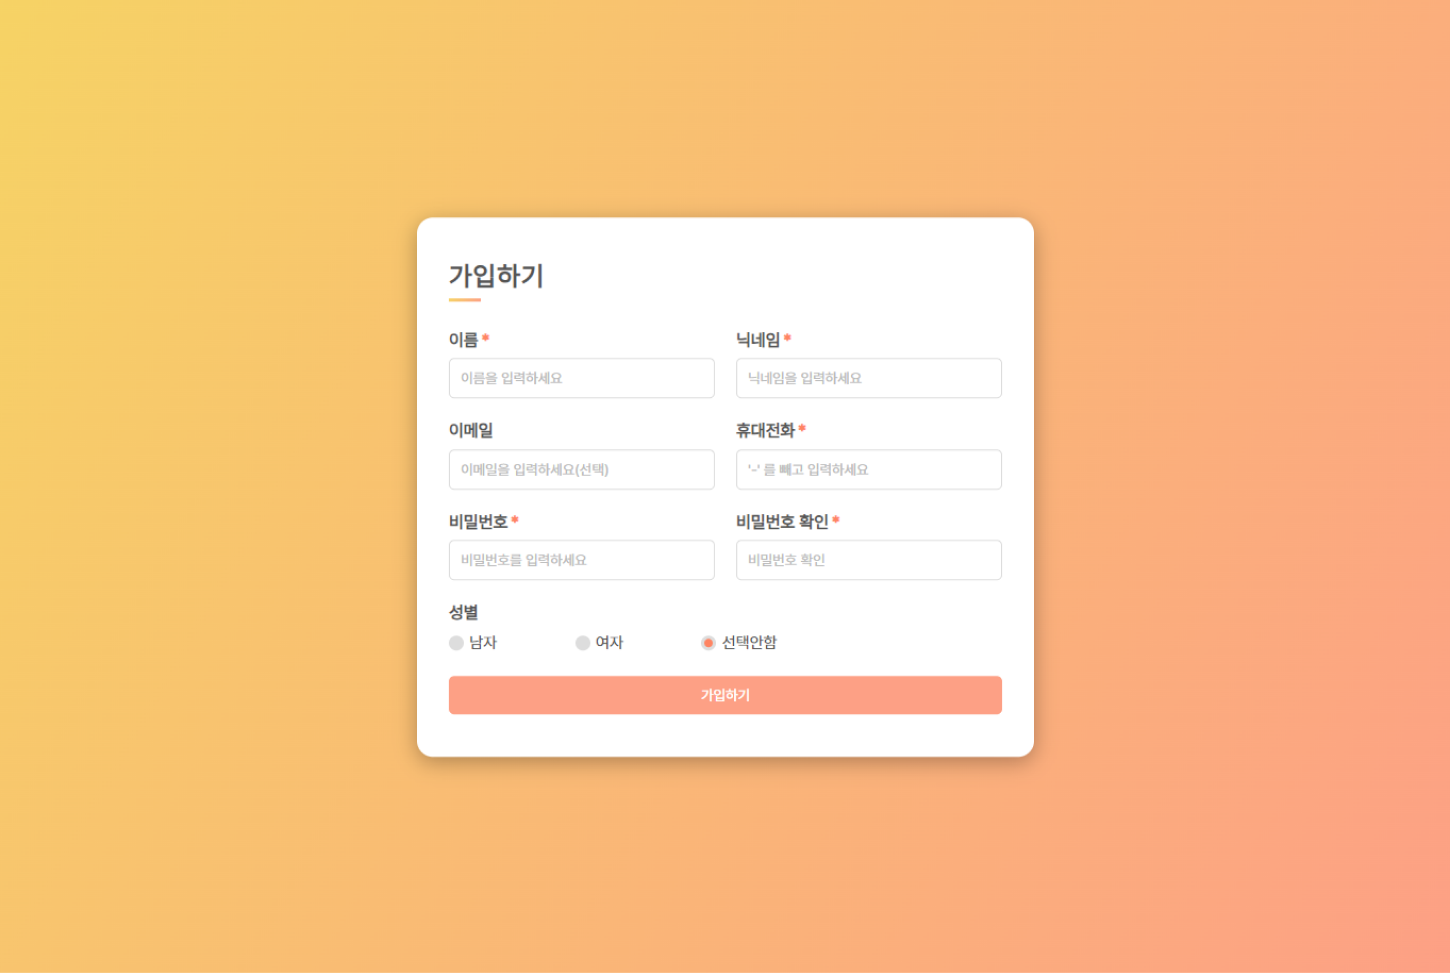 가입하기
이름 * 닉네임 *
이름을 입력하세요 닉네임을 입력하세요
이메일 휴대전화 *
이메일을 입력하세요(선택) '-' 를 빼고 입력하세요
비밀번호 * 비밀번호 확인 *
비밀번호를 입력하세요 비밀번호 확인
성별
남자 여자 선택안함
가입하기